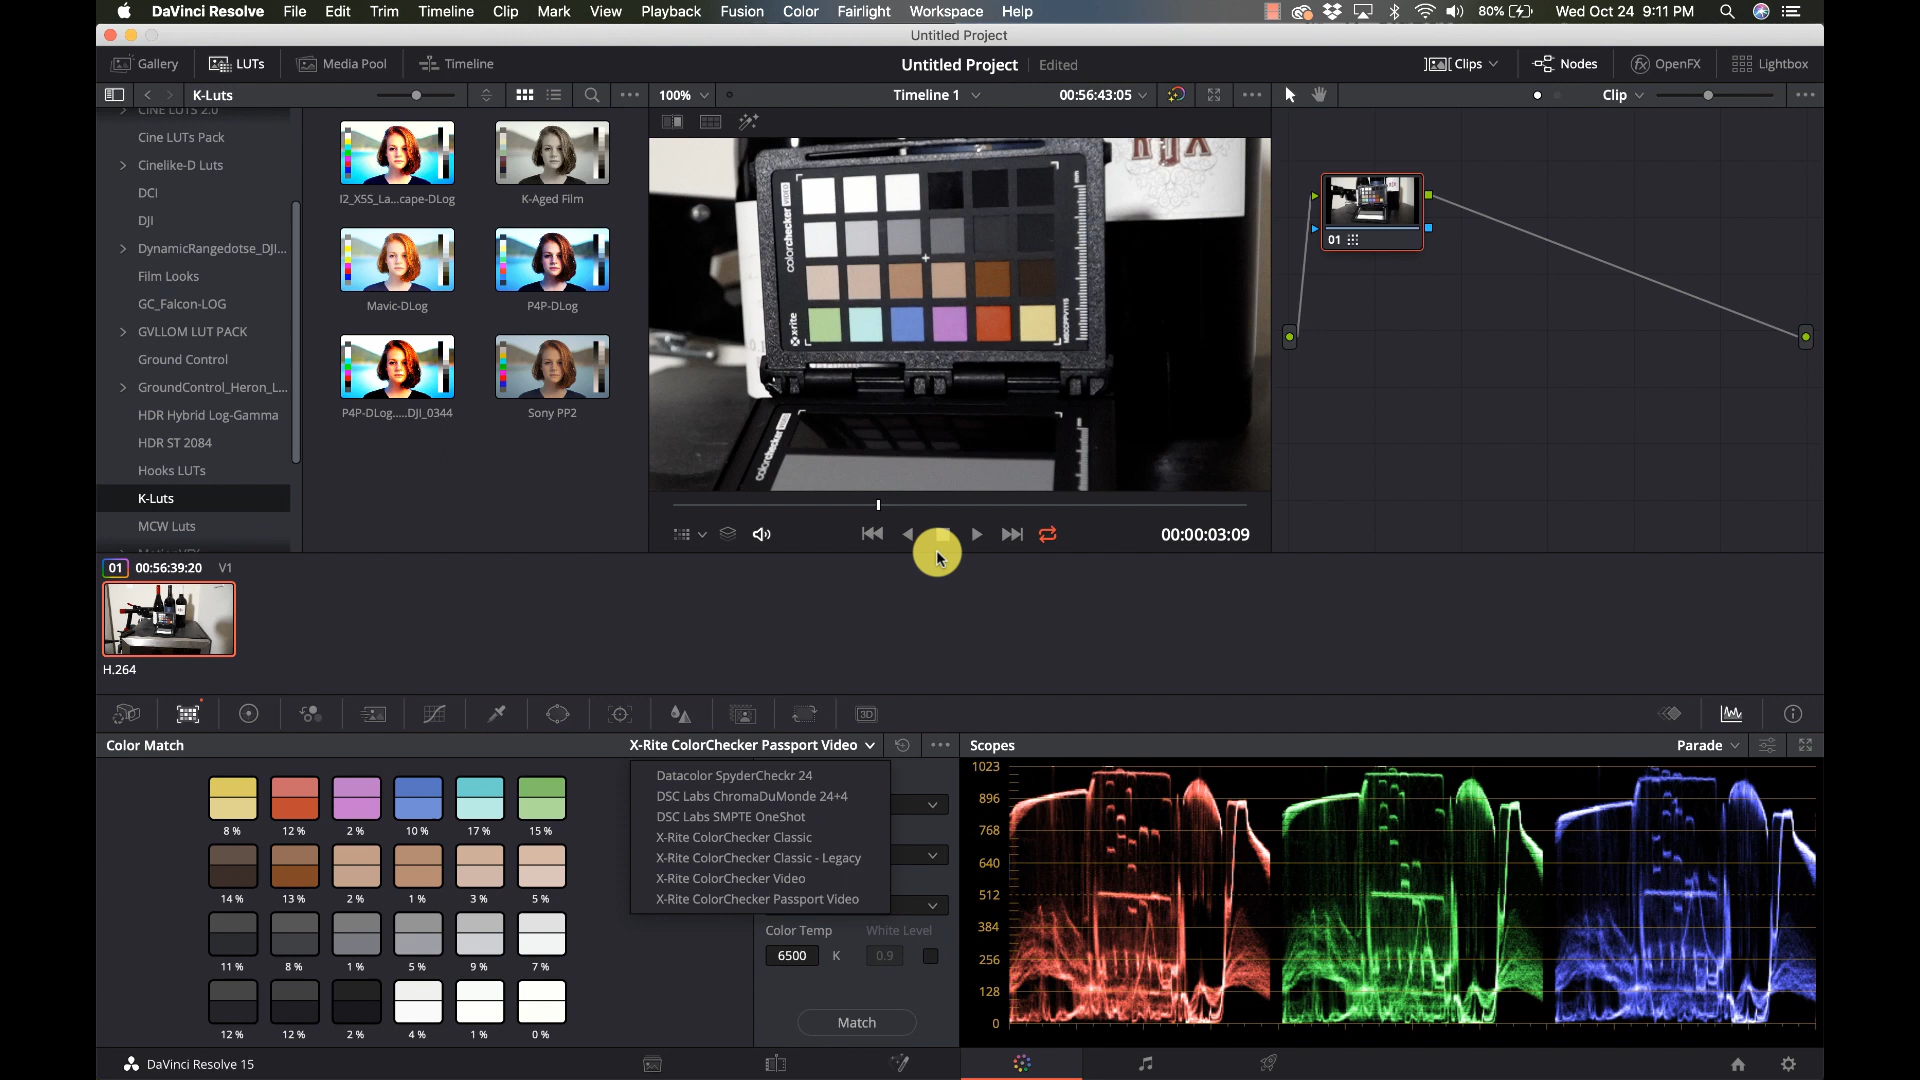 DaVinci Resolve File Edit Trim Timeline Clip Mark View Playback Fusion Color Fairlight Workspace Help 80% Wed Oct 24 9:11 PM
Untitled Project
Gallery LUTs Media Pool Timeline Untitled Project Edited Clips Nodes OpenFX Lightbox
K-Luts 100% Timeline 1 00:56:43:05 Clip
CINE LUTs 2.0
Cine LUTs Pack
Cinelike-D Luts
DCI
DJI
DynamicRangedotse_DJI...
Film Looks
GC_Falcon-LOG
GVLLOM LUT PACK
Ground Control
GroundControl_Heron_L...
HDR Hybrid Log-Gamma
HDR ST 2084
Hooks LUTs
K-Luts
MCW Luts
I2_X5S_La...cape-DLog K-Aged Film
Mavic-DLog P4P-DLog
P4P-DLog.....DJI_0344 Sony PP2
colorchecker VIDEO
x-rite
colorchecker
01
00:00:03:09
01 00:56:39:20 V1
H.264
3D
Color Match X-Rite ColorChecker Passport Video Scopes Parade
Datacolor SpyderCheckr 24
DSC Labs ChromaDuMonde 24+4
DSC Labs SMPTE OneShot
X-Rite ColorChecker Classic
X-Rite ColorChecker Classic - Legacy
X-Rite ColorChecker Video
X-Rite ColorChecker Passport Video
8 % 12 % 2 % 10 % 17 % 15 %
14 % 13 % 2 % 1 % 3 % 5 %
11 % 8 % 1 % 5 % 9 % 7 %
12 % 12 % 2 % 4 % 1 % 0 %
Color Temp White Level
6500 K 0.9
Match
1023
896
768
640
512
384
256
128
0
DaVinci Resolve 15